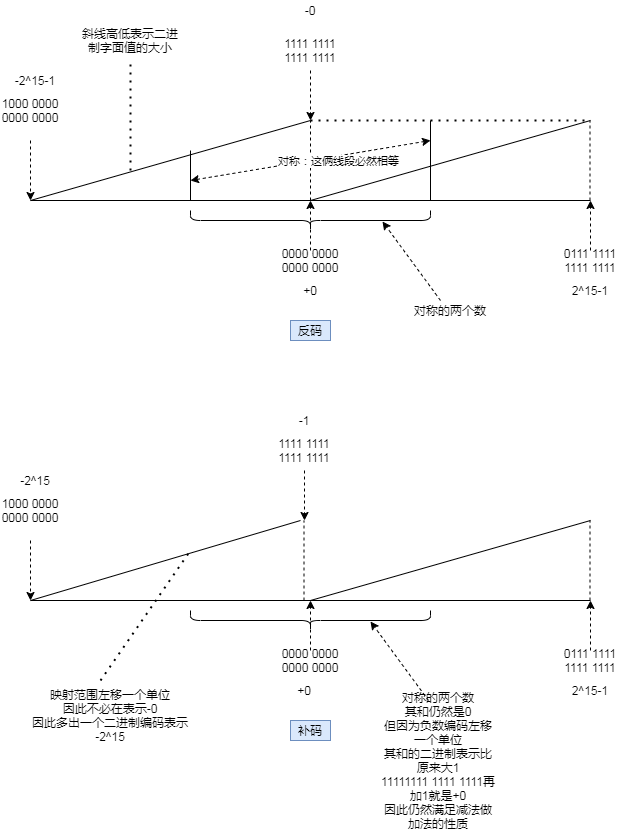 -0
斜线高低表示二进
制字面值的大小
1111 1111
1111 1111
-2^15-1
1000 0000
0000 0000
对称：这俩线段必然相等
0000 0000
0000 0000
0111 1111
1111 1111
+0
2^15-1
对称的两个数
反码
-1
1111 1111
1111 1111
-2^15
1000 0000
0000 0000
0000 0000
0000 0000
0111 1111
1111 1111
+0
2^15-1
映射范围左移一个单位
因此不必在表示-0
因此多出一个二进制编码表示
-2^15
补码
对称的两个数
其和仍然是0
但因为负数编码左移
一个单位
其和的二进制表示比
原来大1
11111111 1111 1111再
加1就是+0
因此仍然满足减法做
加法的性质